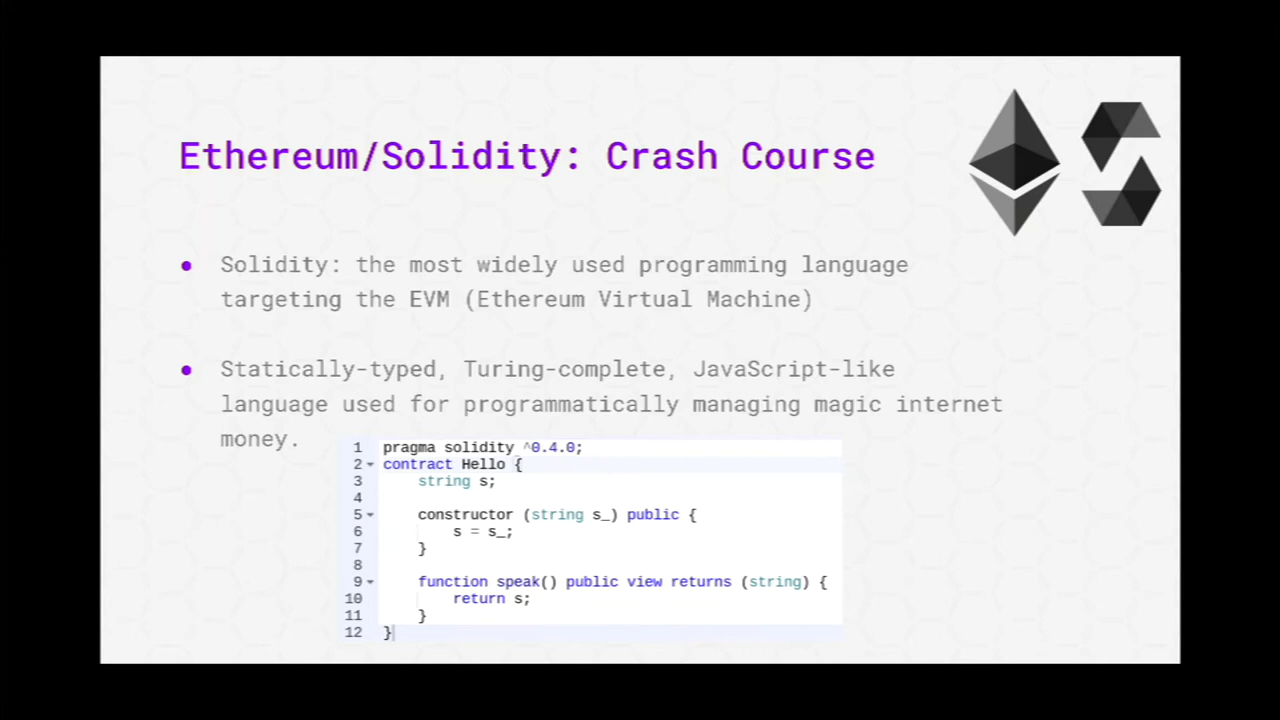 Ethereum/Solidity: Crash Course
● Solidity: the most widely used programming language
targeting the EVM (Ethereum Virtual Machine)
● Statically-typed, Turing-complete, JavaScript-like
language used for programmatically managing magic internet
money.
1 pragma solidity ^0.4.0;
2 contract Hello {
3     string s;
4
5     constructor (string s_) public {
6         s = s_;
7     }
8
9     function speak() public view returns (string) {
10         return s;
11     }
12 }